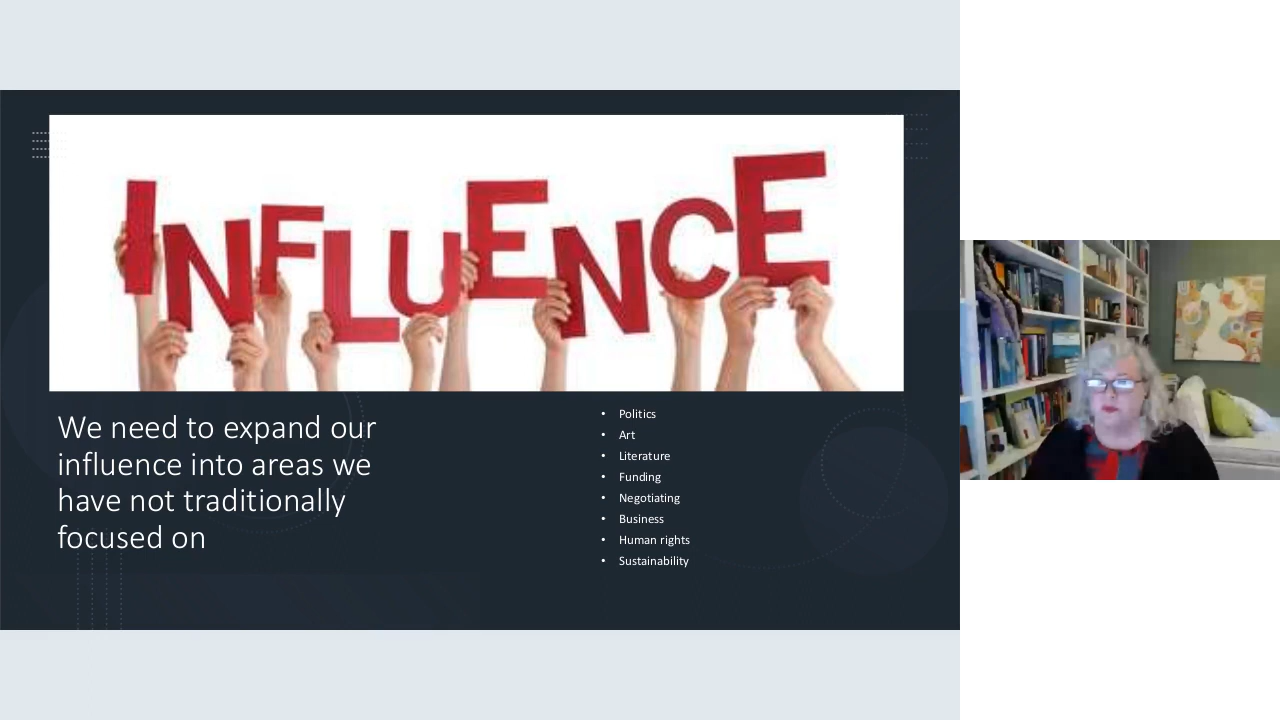 INFLUENCE
We need to expand our
influence into areas we
have not traditionally
focused on
• Politics
• Art
• Literature
• Funding
• Negotiating
• Business
• Human rights
• Sustainability